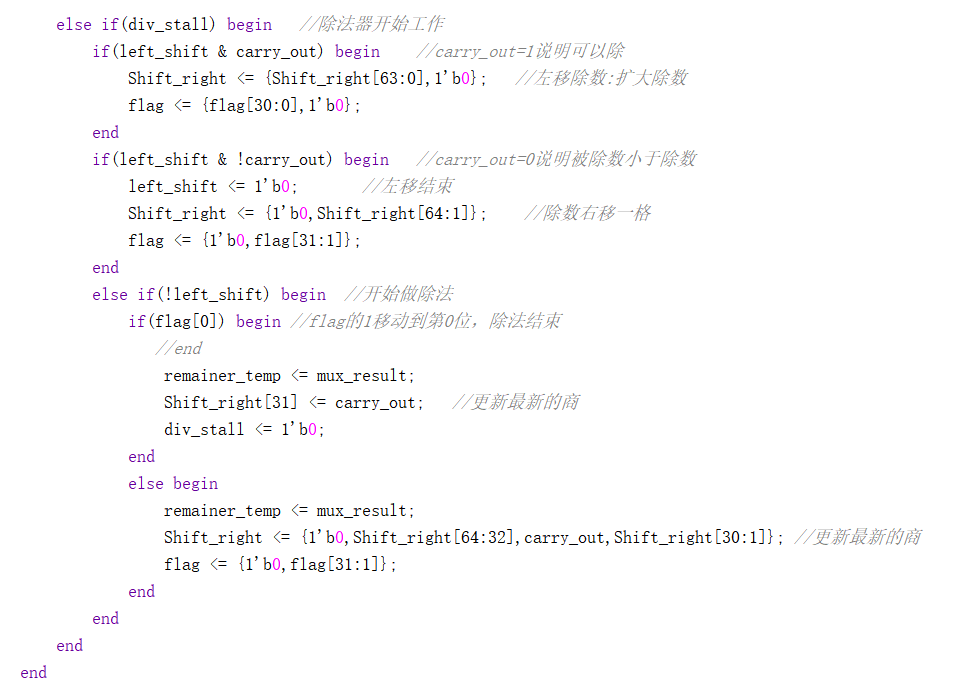 else if(div_stall) begin   //除法器开始工作
if(left_shift & carry_out) begin    //carry_out=1说明可以除
Shift_right <= {Shift_right[63:0],1'b0};   //左移除数:扩大除数
flag <= {flag[30:0],1'b0};
end
if(left_shift & !carry_out) begin   //carry_out=0说明被除数小于除数
left_shift <= 1'b0;       //左移结束
Shift_right <= {1'b0,Shift_right[64:1]};    //除数右移一格
flag <= {1'b0,flag[31:1]};
end
else if(!left_shift) begin  //开始做除法
if(flag[0]) begin //flag的1移动到第0位，除法结束
//end
remainer_temp <= mux_result;
Shift_right[31] <= carry_out;   //更新最新的商
div_stall <= 1'b0;
end
else begin
remainer_temp <= mux_result;
Shift_right <= {1'b0,Shift_right[64:32],carry_out,Shift_right[30:1]}; //更新最新的商
flag <= {1'b0,flag[31:1]};
end
end
end
end